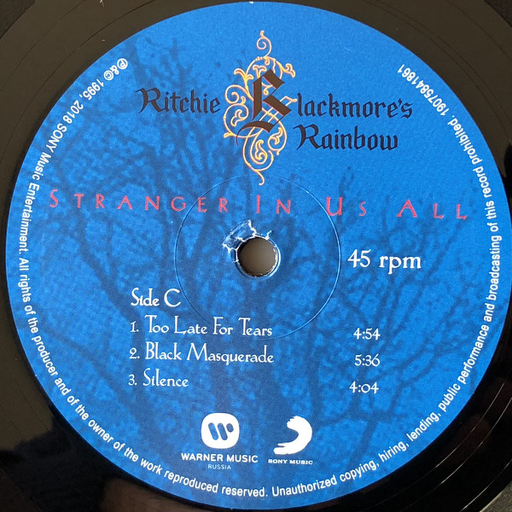 Ritchie Blackmore's
Rainbow
STRANGER IN US ALL
45 rpm
Side C
1. Too Late For Tears 4:54
2. Black Masquerade 5:36
3. Silence 4:04
WARNER MUSIC
RUSSIA
SONY MUSIC
℗&© 1995, 2018 SONY Music Entertainment. All rights of the producer and of the owner of the work reproduced reserved. Unauthorized copying, hiring, lending, public performance and broadcasting of this record prohibited. 19075841861